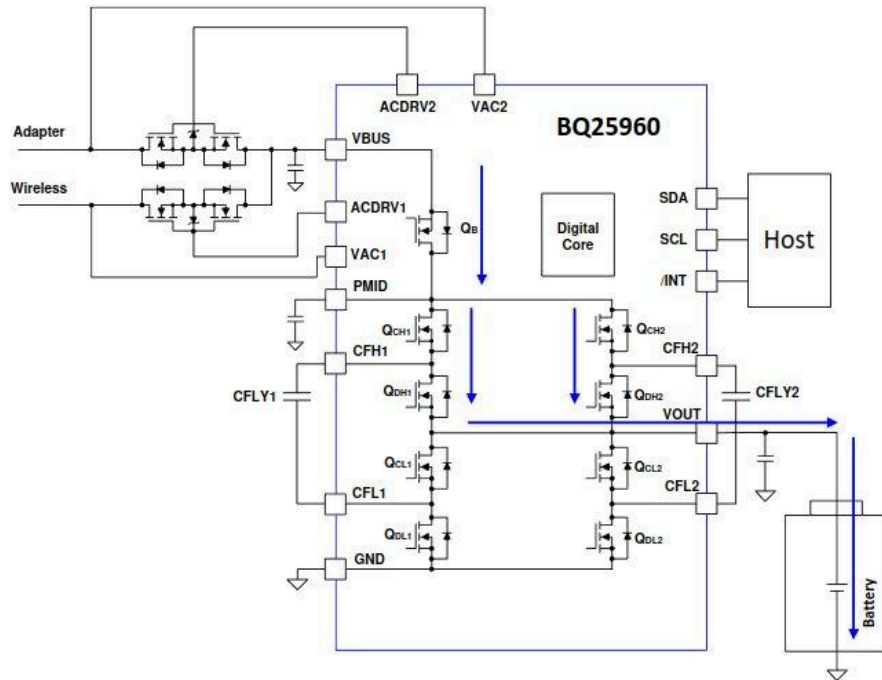 ACDRV2
VAC2
BQ25960
Adapter
VBUS
Wireless
ACDRV1
QB
Digital
Core
SDA
SCL
/INT
Host
VAC1
PMID
QCH1
QCH2
CFH1
CFH2
CFLY1
QDH1
QDH2
CFLY2
VOUT
QCL1
QCL2
CFL1
CFL2
QDL1
QDL2
GND
Battery